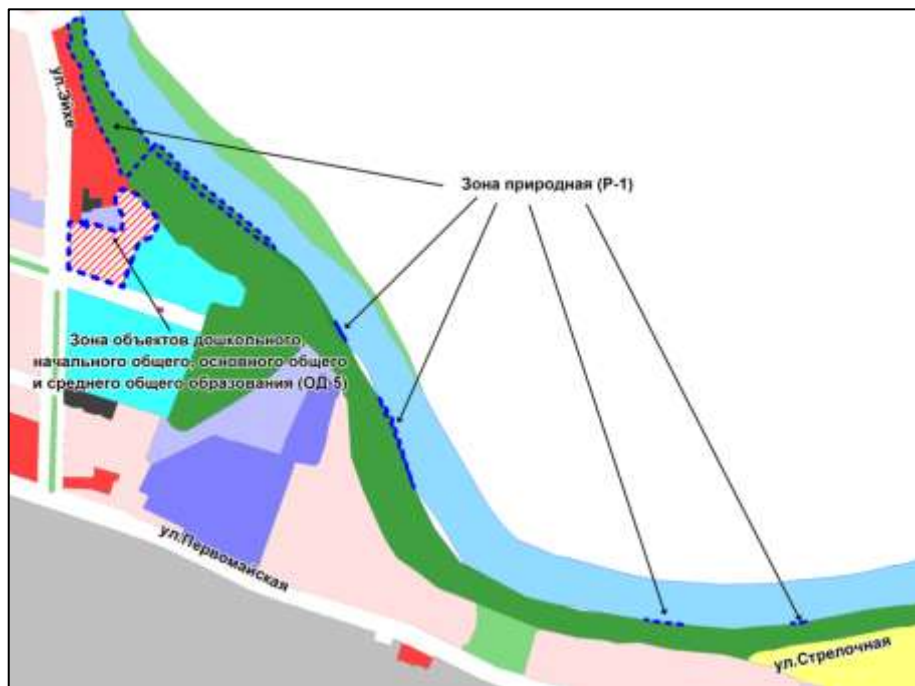 ул.Эйхе
Зона природная (Р-1)
Зона объектов дошкольного,
начального общего, основного общего
и среднего общего образования (ОД-5)
ул.Первомайская
ул.Стрелочная